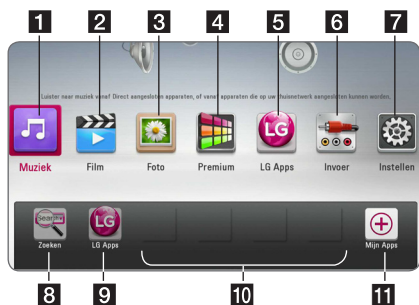 1 2 3 4 5 6 7
Luister naar muziek vanaf Direct aangesloten apparaten, of vanaf apparaten die op uw thuisnetwerk aangesloten kunnen worden.
LG
Muziek Film Foto Premium LG Apps Invoer Instellen
Search LG
Zoeken LG Apps Mijn Apps
8 9 10 11